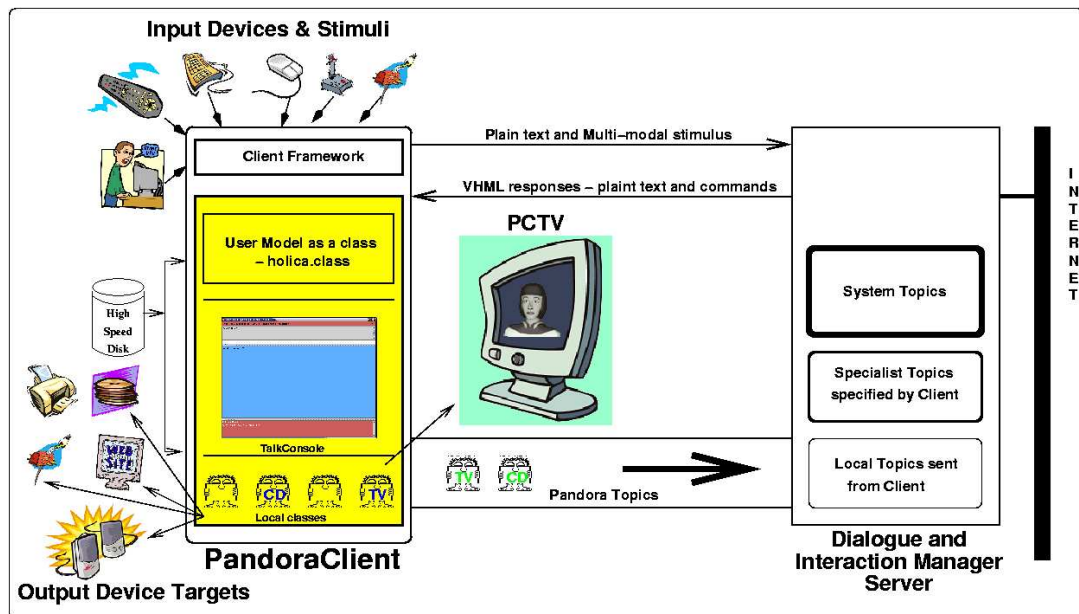 Input Devices & Stimuli
Client Framework
Plain text and Multi-modal stimulus
VHML responses - plaint text and commands
INTERNET
User Model as a class
- holica.class
PCTV
High
Speed
Disk
System Topics
Specialist Topics
specified by Client
TalkConsole
WEB
SITE
CD
TV
Local classes
TV
CD
Pandora Topics
Local Topics sent
from Client
PandoraClient
Output Device Targets
Dialogue and
Interaction Manager
Server